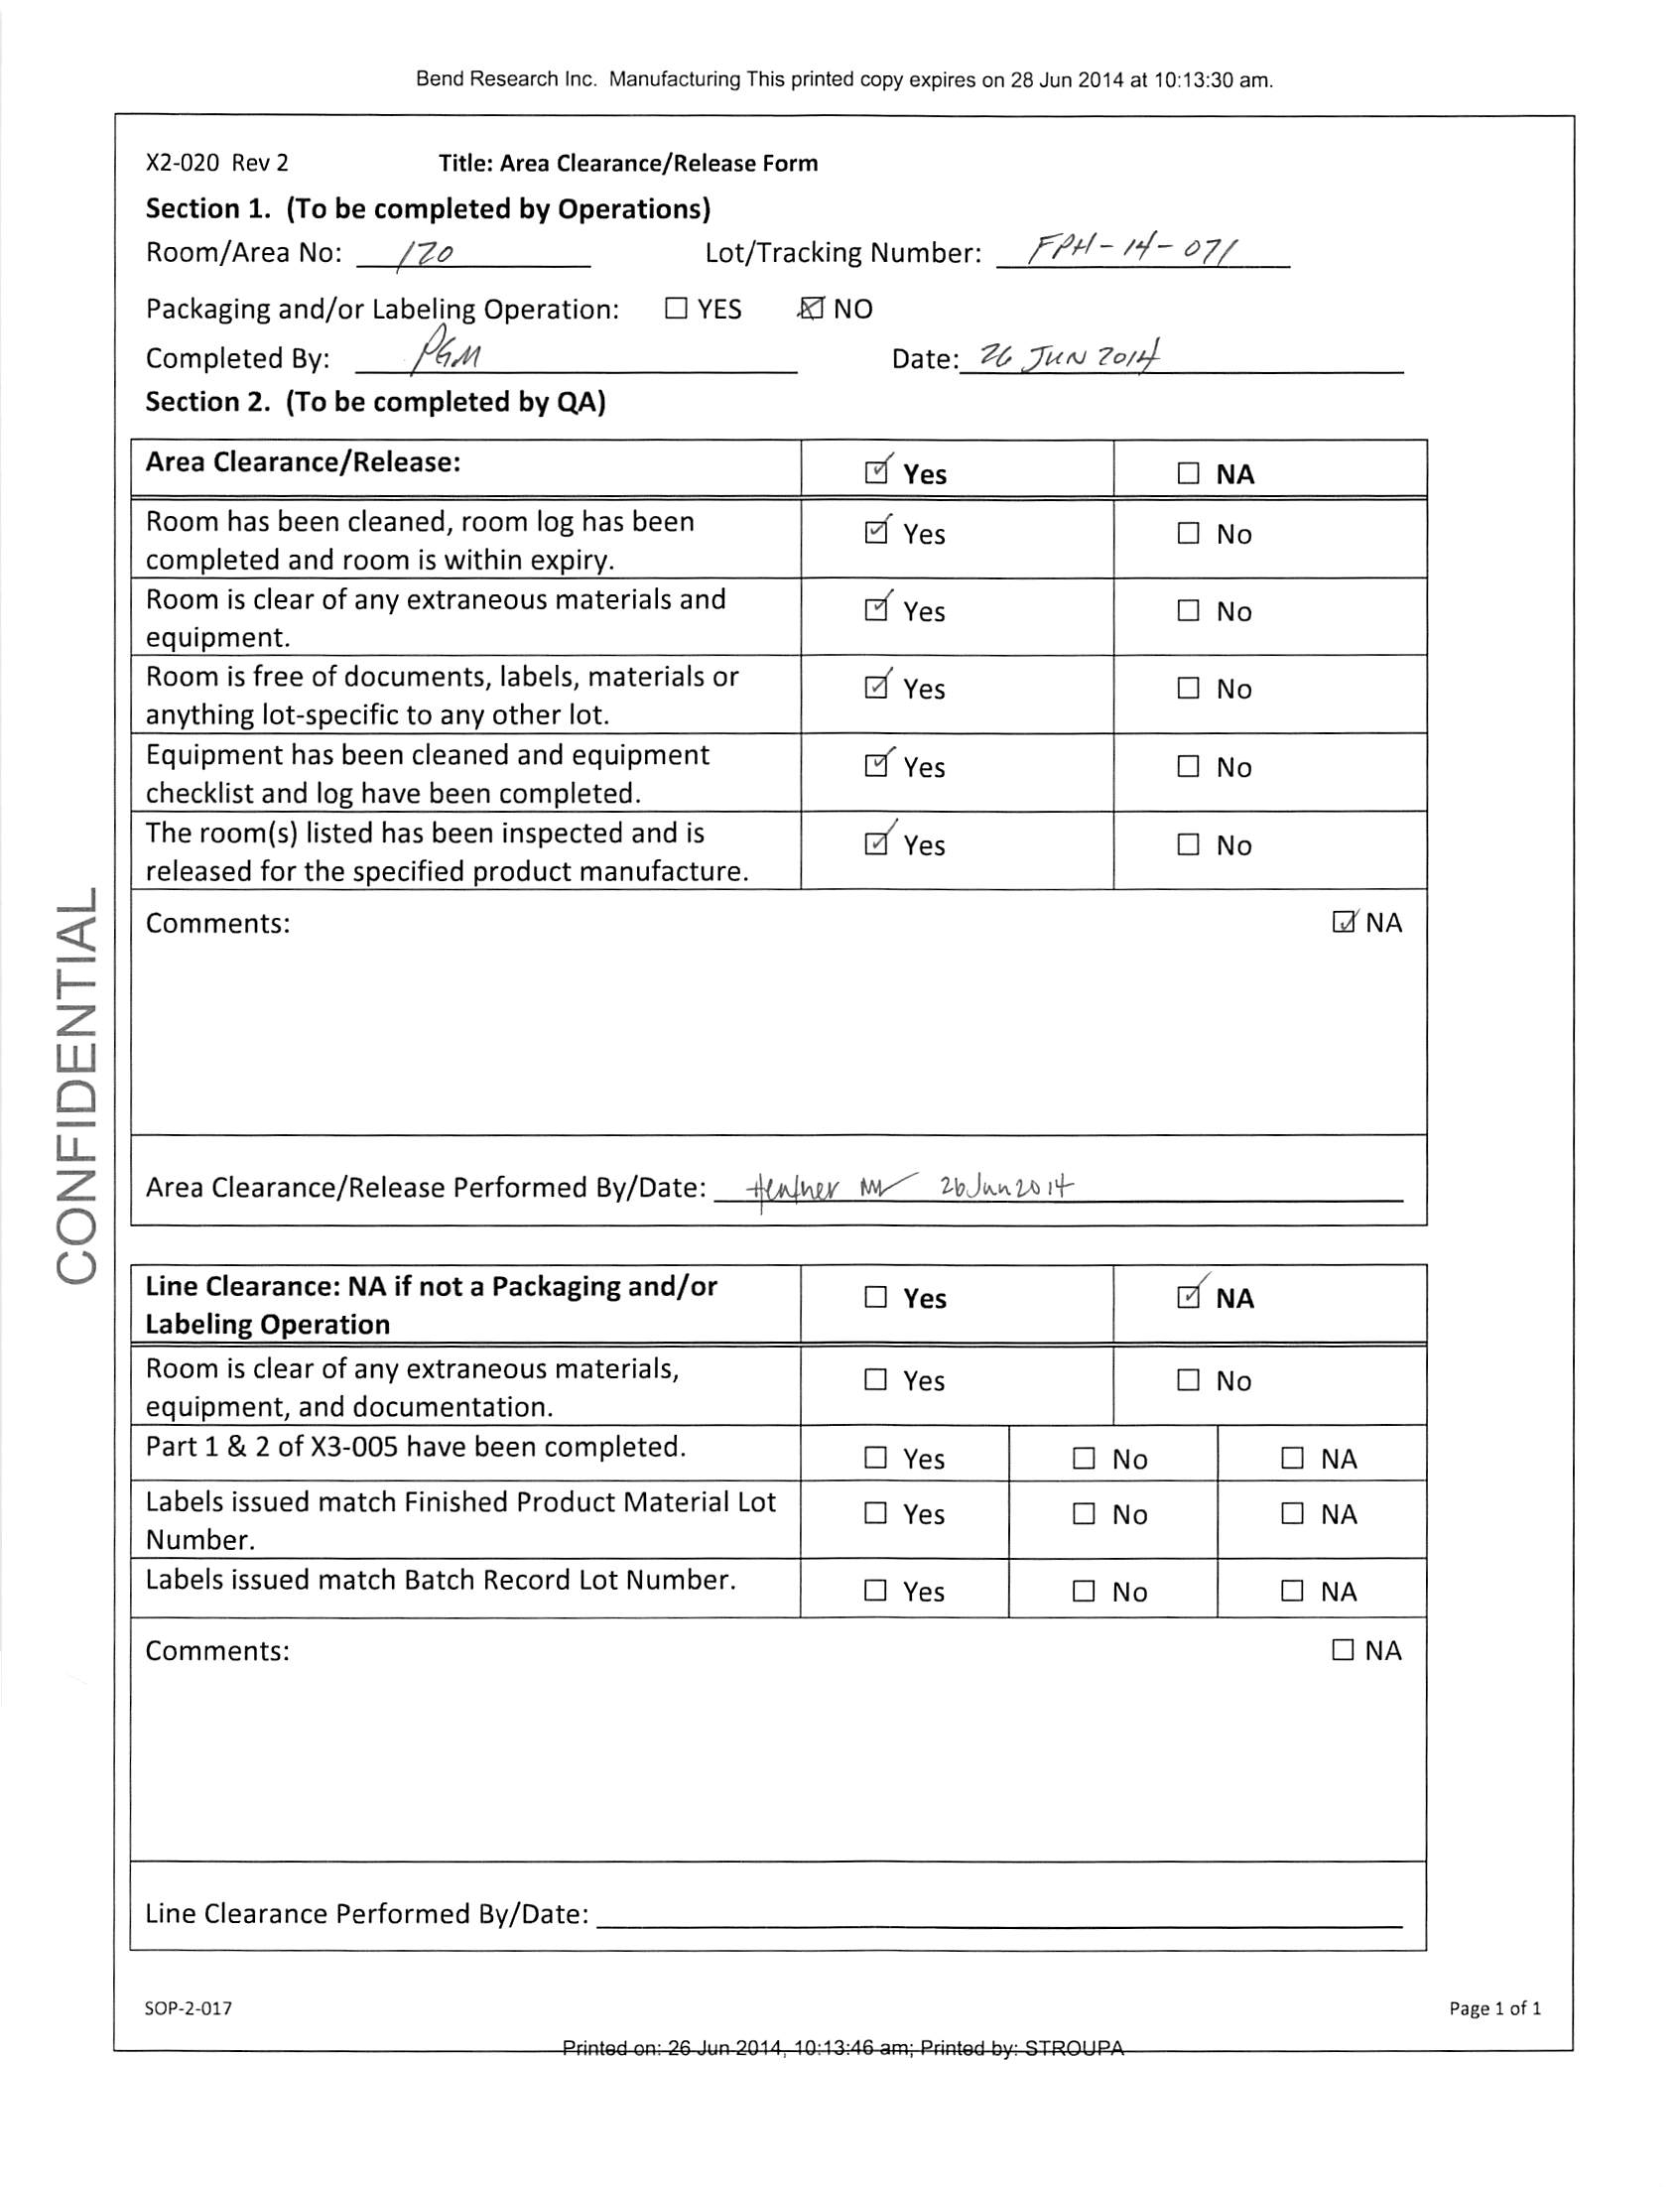 Bend Research Inc. Manufacturing This printed copy expires on 28 Jun 2014 at 10:13:30 am.
X2-020 Rev 2 Title: Area Clearance/Release Form
Section 1. (To be completed by Operations)
Room/Area No: 120 Lot/Tracking Number: FPH-14-071
Packaging and/or Labeling Operation: ☐ YES ☒ NO
Completed By: PGM Date: 26 JUN 2014
Section 2. (To be completed by QA)
Area Clearance/Release: ☑ Yes ☐ NA
Room has been cleaned, room log has been
completed and room is within expiry. ☑ Yes ☐ No
Room is clear of any extraneous materials and
equipment. ☑ Yes ☐ No
Room is free of documents, labels, materials or
anything lot-specific to any other lot. ☑ Yes ☐ No
Equipment has been cleaned and equipment
checklist and log have been completed. ☑ Yes ☐ No
The room(s) listed has been inspected and is
released for the specified product manufacture. ☑ Yes ☐ No
Comments: ☑ NA
CONFIDENTIAL
Area Clearance/Release Performed By/Date: Heather 26Jun2014
Line Clearance: NA if not a Packaging and/or
Labeling Operation ☐ Yes ☑ NA
Room is clear of any extraneous materials,
equipment, and documentation. ☐ Yes ☐ No
Part 1 & 2 of X3-005 have been completed. ☐ Yes ☐ No ☐ NA
Labels issued match Finished Product Material Lot
Number. ☐ Yes ☐ No ☐ NA
Labels issued match Batch Record Lot Number. ☐ Yes ☐ No ☐ NA
Comments: ☐ NA
Line Clearance Performed By/Date:
SOP-2-017 Page 1 of 1
Printed on: 26 Jun 2014, 10:13:46 am; Printed by: STROUPA